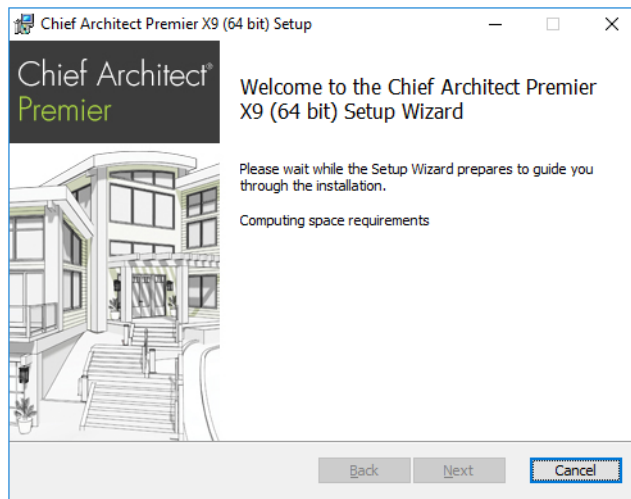 Chief Architect Premier X9 (64 bit) Setup
Chief Architect®
Premier
Welcome to the Chief Architect Premier
X9 (64 bit) Setup Wizard
Please wait while the Setup Wizard prepares to guide you
through the installation.
Computing space requirements
Back Next Cancel